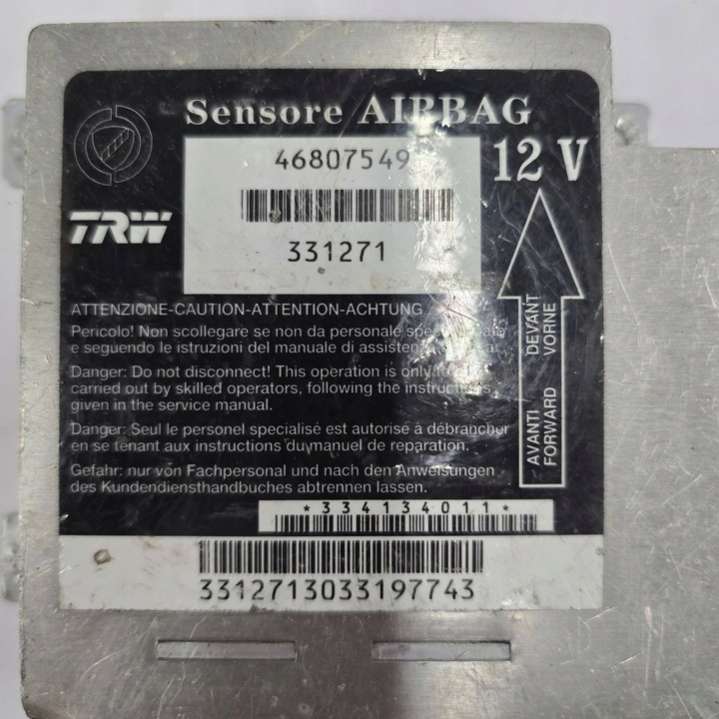 Sensore AIRBAG
46807549
12 V
TRW
331271
ATTENZIONE-CAUTION-ATTENTION-ACHTUNG
Pericolo! Non scollegare se non da personale
e seguendo le istruzioni del manuale di
Danger: Do not disconnect! This operation is only
carried out by skilled operators, following the instructions
given in the service manual.
Danger: Seul le personel specialisé est autorisé à débrancher
en se tenant aux instructions du manuel de reparation.
Gefahr: nur von Fachpersonal und nach den Anweisungen
des Kundendiensthandbuches abtrennen lassen.
AVANTI DEVANT
FORWARD VORNE
*334134011*
3312713033197743